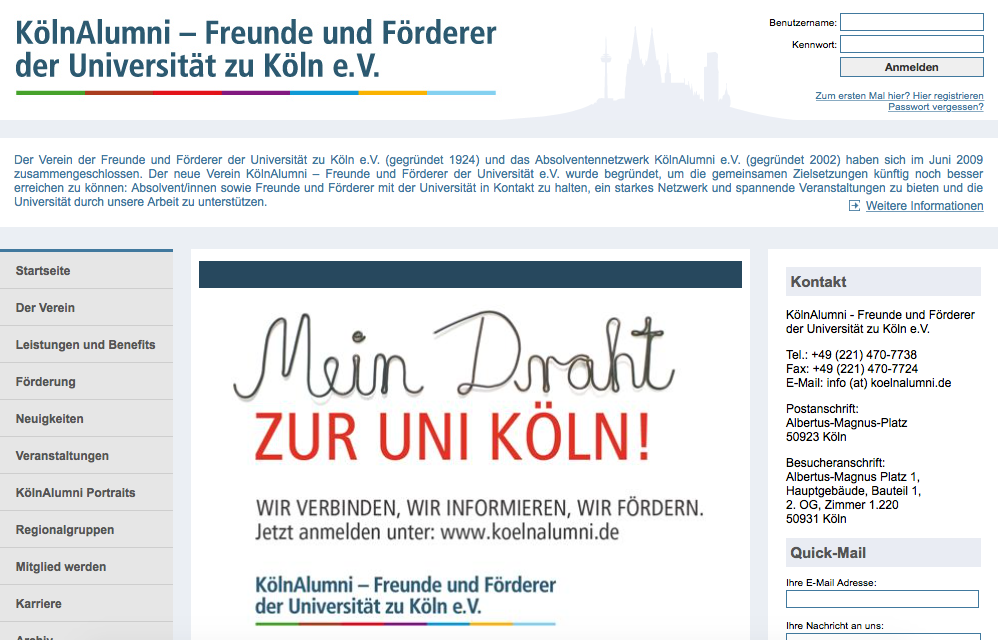 KölnAlumni – Freunde und Förderer
der Universität zu Köln e.V.
Benutzername:
Kennwort:
Anmelden
Zum ersten Mal hier? Hier registrieren
Passwort vergessen?
Der Verein der Freunde und Förderer der Universität zu Köln e.V. (gegründet 1924) und das Absolventennetzwerk KölnAlumni e.V. (gegründet 2002) haben sich im Juni 2009
zusammengeschlossen. Der neue Verein KölnAlumni – Freunde und Förderer der Universität e.V. wurde begründet, um die gemeinsamen Zielsetzungen künftig noch besser
erreichen zu können: Absolvent/innen sowie Freunde und Förderer mit der Universität in Kontakt zu halten, ein starkes Netzwerk und spannende Veranstaltungen zu bieten und die
Universität durch unsere Arbeit zu unterstützen.
Weitere Informationen
Startseite
Der Verein
Leistungen und Benefits
Förderung
Neuigkeiten
Veranstaltungen
KölnAlumni Portraits
Regionalgruppen
Mitglied werden
Karriere
Archiv
Mein Draht
ZUR UNI KÖLN!
WIR VERBINDEN, WIR INFORMIEREN, WIR FÖRDERN.
Jetzt anmelden unter: www.koelnalumni.de
KölnAlumni – Freunde und Förderer
der Universität zu Köln e.V.
Kontakt
KölnAlumni - Freunde und Förderer
der Universität zu Köln e.V.
Tel.: +49 (221) 470-7738
Fax: +49 (221) 470-7724
E-Mail: info (at) koelnalumni.de
Postanschrift:
Albertus-Magnus-Platz
50923 Köln
Besucheranschrift:
Albertus-Magnus Platz 1,
Hauptgebäude, Bauteil 1,
2. OG, Zimmer 1.220
50931 Köln
Quick-Mail
Ihre E-Mail Adresse:
Ihre Nachricht an uns: